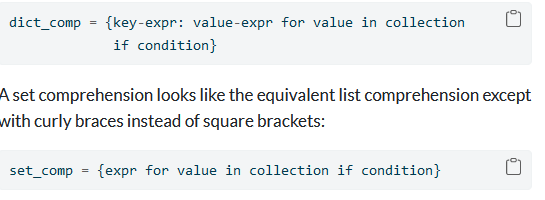 dict_comp = {key-expr: value-expr for value in collection
             if condition}
A set comprehension looks like the equivalent list comprehension except
with curly braces instead of square brackets:
set_comp = {expr for value in collection if condition}